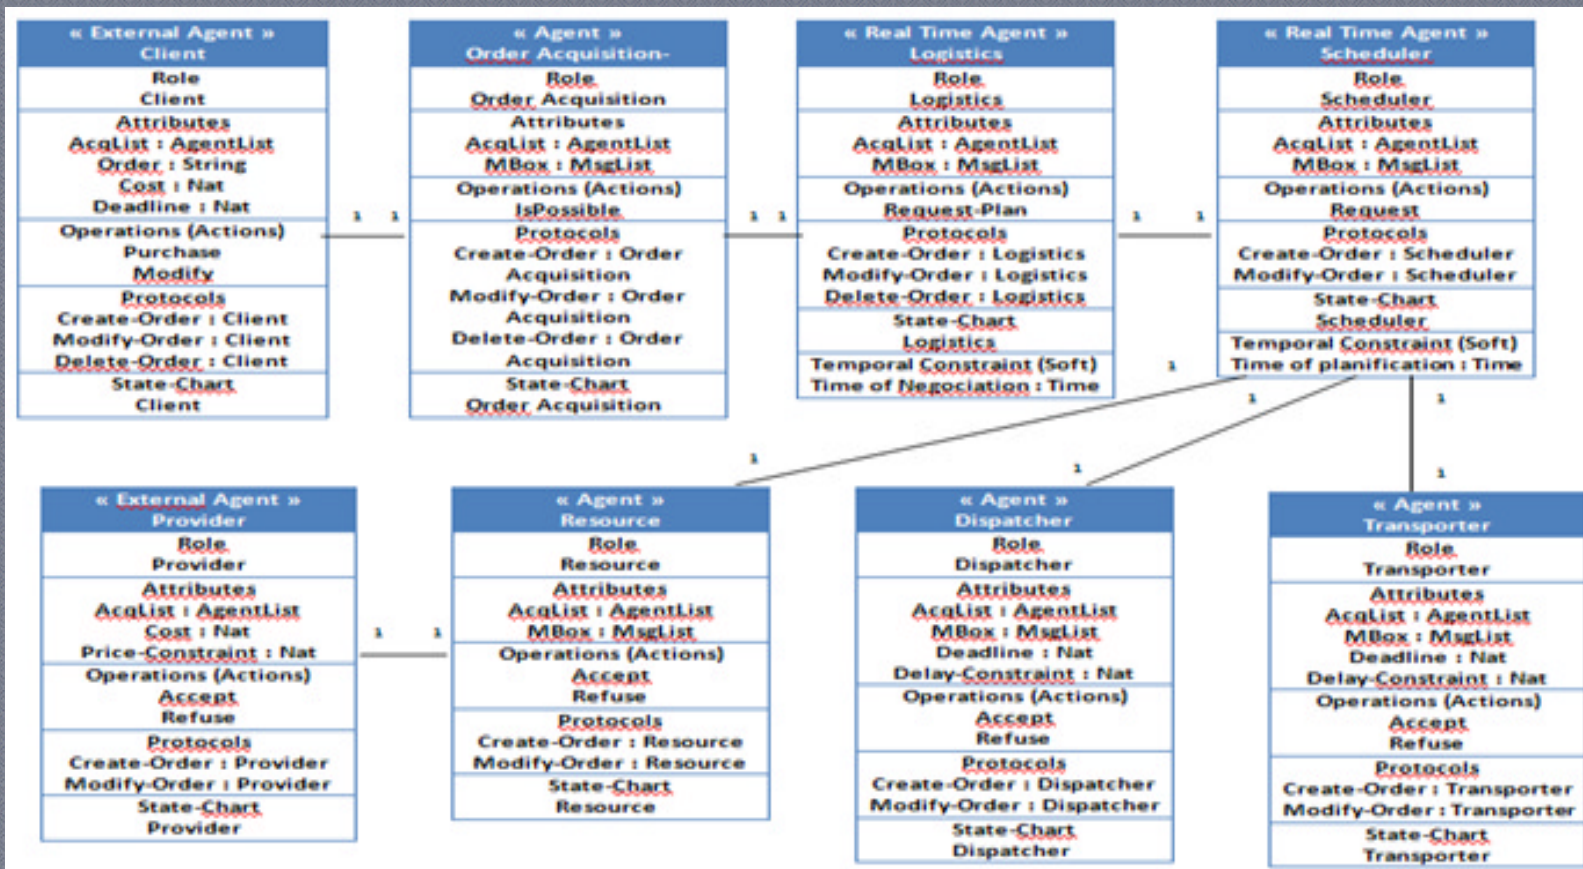 « External Agent »
Client
Role
Client
Attributes
AcqList : AgentList
Order : String
Cost : Nat
Deadline : Nat
Operations (Actions)
Purchase
Modify
Protocols
Create-Order : Client
Modify-Order : Client
Delete-Order : Client
State-Chart
Client
1 1
« Agent »
Order Acquisition-
Role
Order Acquisition
Attributes
AcqList : AgentList
MBox : MsgList
Operations (Actions)
IsPossible
Protocols
Create-Order : Order
Acquisition
Modify-Order : Order
Acquisition
Delete-Order : Order
Acquisition
State-Chart
Order Acquisition
1 1
« Real Time Agent »
Logistics
Role
Logistics
Attributes
AcqList : AgentList
MBox : MsgList
Operations (Actions)
Request-Plan
Protocols
Create-Order : Logistics
Modify-Order : Logistics
Delete-Order : Logistics
State-Chart
Logistics
Temporal Constraint (Soft)
Time of Negociation : Time
1 1
« Real Time Agent »
Scheduler
Role
Scheduler
Attributes
AcqList : AgentList
MBox : MsgList
Operations (Actions)
Request
Protocols
Create-Order : Scheduler
Modify-Order : Scheduler
State-Chart
Scheduler
Temporal Constraint (Soft)
Time of planification : Time
1
1
1
1
1
1
« External Agent »
Provider
Role
Provider
Attributes
AcqList : AgentList
Cost : Nat
Price-Constraint : Nat
Operations (Actions)
Accept
Refuse
Protocols
Create-Order : Provider
Modify-Order : Provider
State-Chart
Provider
1 1
« Agent »
Resource
Role
Resource
Attributes
AcqList : AgentList
MBox : MsgList
Operations (Actions)
Accept
Refuse
Protocols
Create-Order : Resource
Modify-Order : Resource
State-Chart
Resource
« Agent »
Dispatcher
Role
Dispatcher
Attributes
AcqList : AgentList
MBox : MsgList
Deadline : Nat
Delay-Constraint : Nat
Operations (Actions)
Accept
Refuse
Protocols
Create-Order : Dispatcher
Modify-Order : Dispatcher
State-Chart
Dispatcher
« Agent »
Transporter
Role
Transporter
Attributes
AcqList : AgentList
MBox : MsgList
Deadline : Nat
Delay-Constraint : Nat
Operations (Actions)
Accept
Refuse
Protocols
Create-Order : Transporter
Modify-Order : Transporter
State-Chart
Transporter